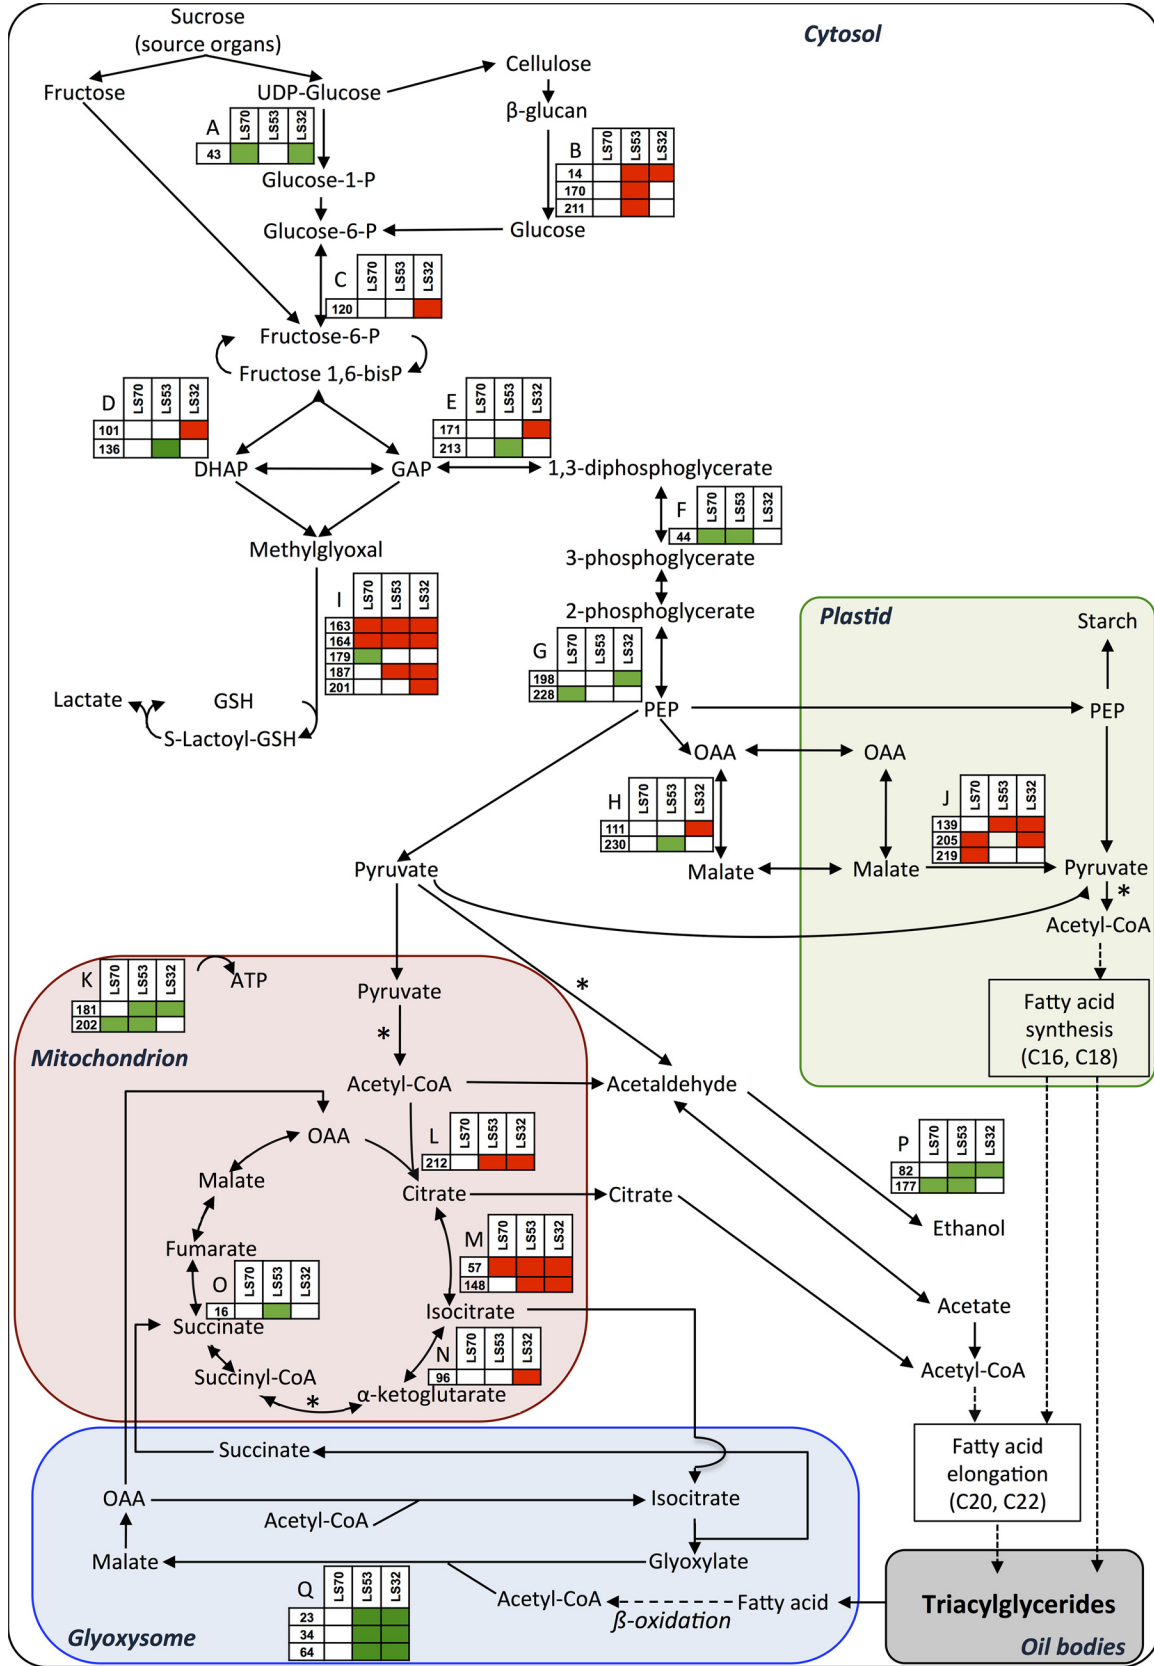 Sucrose
(source organs)
Cytosol
Fructose
UDP-Glucose
Cellulose
β-glucan
A
LS70
LS53
LS32
43
Glucose-1-P
B
LS70
LS53
LS32
14
170
211
Glucose-6-P
Glucose
C
LS70
LS53
LS32
120
Fructose-6-P
Fructose 1,6-bisP
D
LS70
LS53
LS32
101
136
E
LS70
LS53
LS32
171
213
DHAP
GAP
1,3-diphosphoglycerate
F
LS70
LS53
LS32
44
Methylglyoxal
3-phosphoglycerate
I
LS70
LS53
LS32
163
164
179
187
201
2-phosphoglycerate
G
LS70
LS53
LS32
198
228
Plastid
Starch
Lactate
GSH
S-Lactoyl-GSH
PEP
PEP
OAA
OAA
H
LS70
LS53
LS32
111
230
J
LS70
LS53
LS32
139
205
219
Pyruvate
Malate
Malate
Pyruvate
*
Acetyl-CoA
K
LS70
LS53
LS32
181
202
ATP
Pyruvate
*
*
Fatty acid
synthesis
(C16, C18)
Mitochondrion
Acetyl-CoA
Acetaldehyde
OAA
L
LS70
LS53
LS32
212
P
LS70
LS53
LS32
82
177
Malate
Citrate
Citrate
Ethanol
Fumarate
M
LS70
LS53
LS32
57
148
O
LS70
LS53
LS32
16
Succinate
Isocitrate
Acetate
N
LS70
LS53
LS32
96
Succinyl-CoA
*
α-ketoglutarate
Acetyl-CoA
Succinate
Fatty acid
elongation
(C20, C22)
OAA
Acetyl-CoA
Isocitrate
Malate
Glyoxylate
Q
LS70
LS53
LS32
23
34
64
Acetyl-CoA
ß-oxidation
Fatty acid
Triacylglycerides
Glyoxysome
Oil bodies